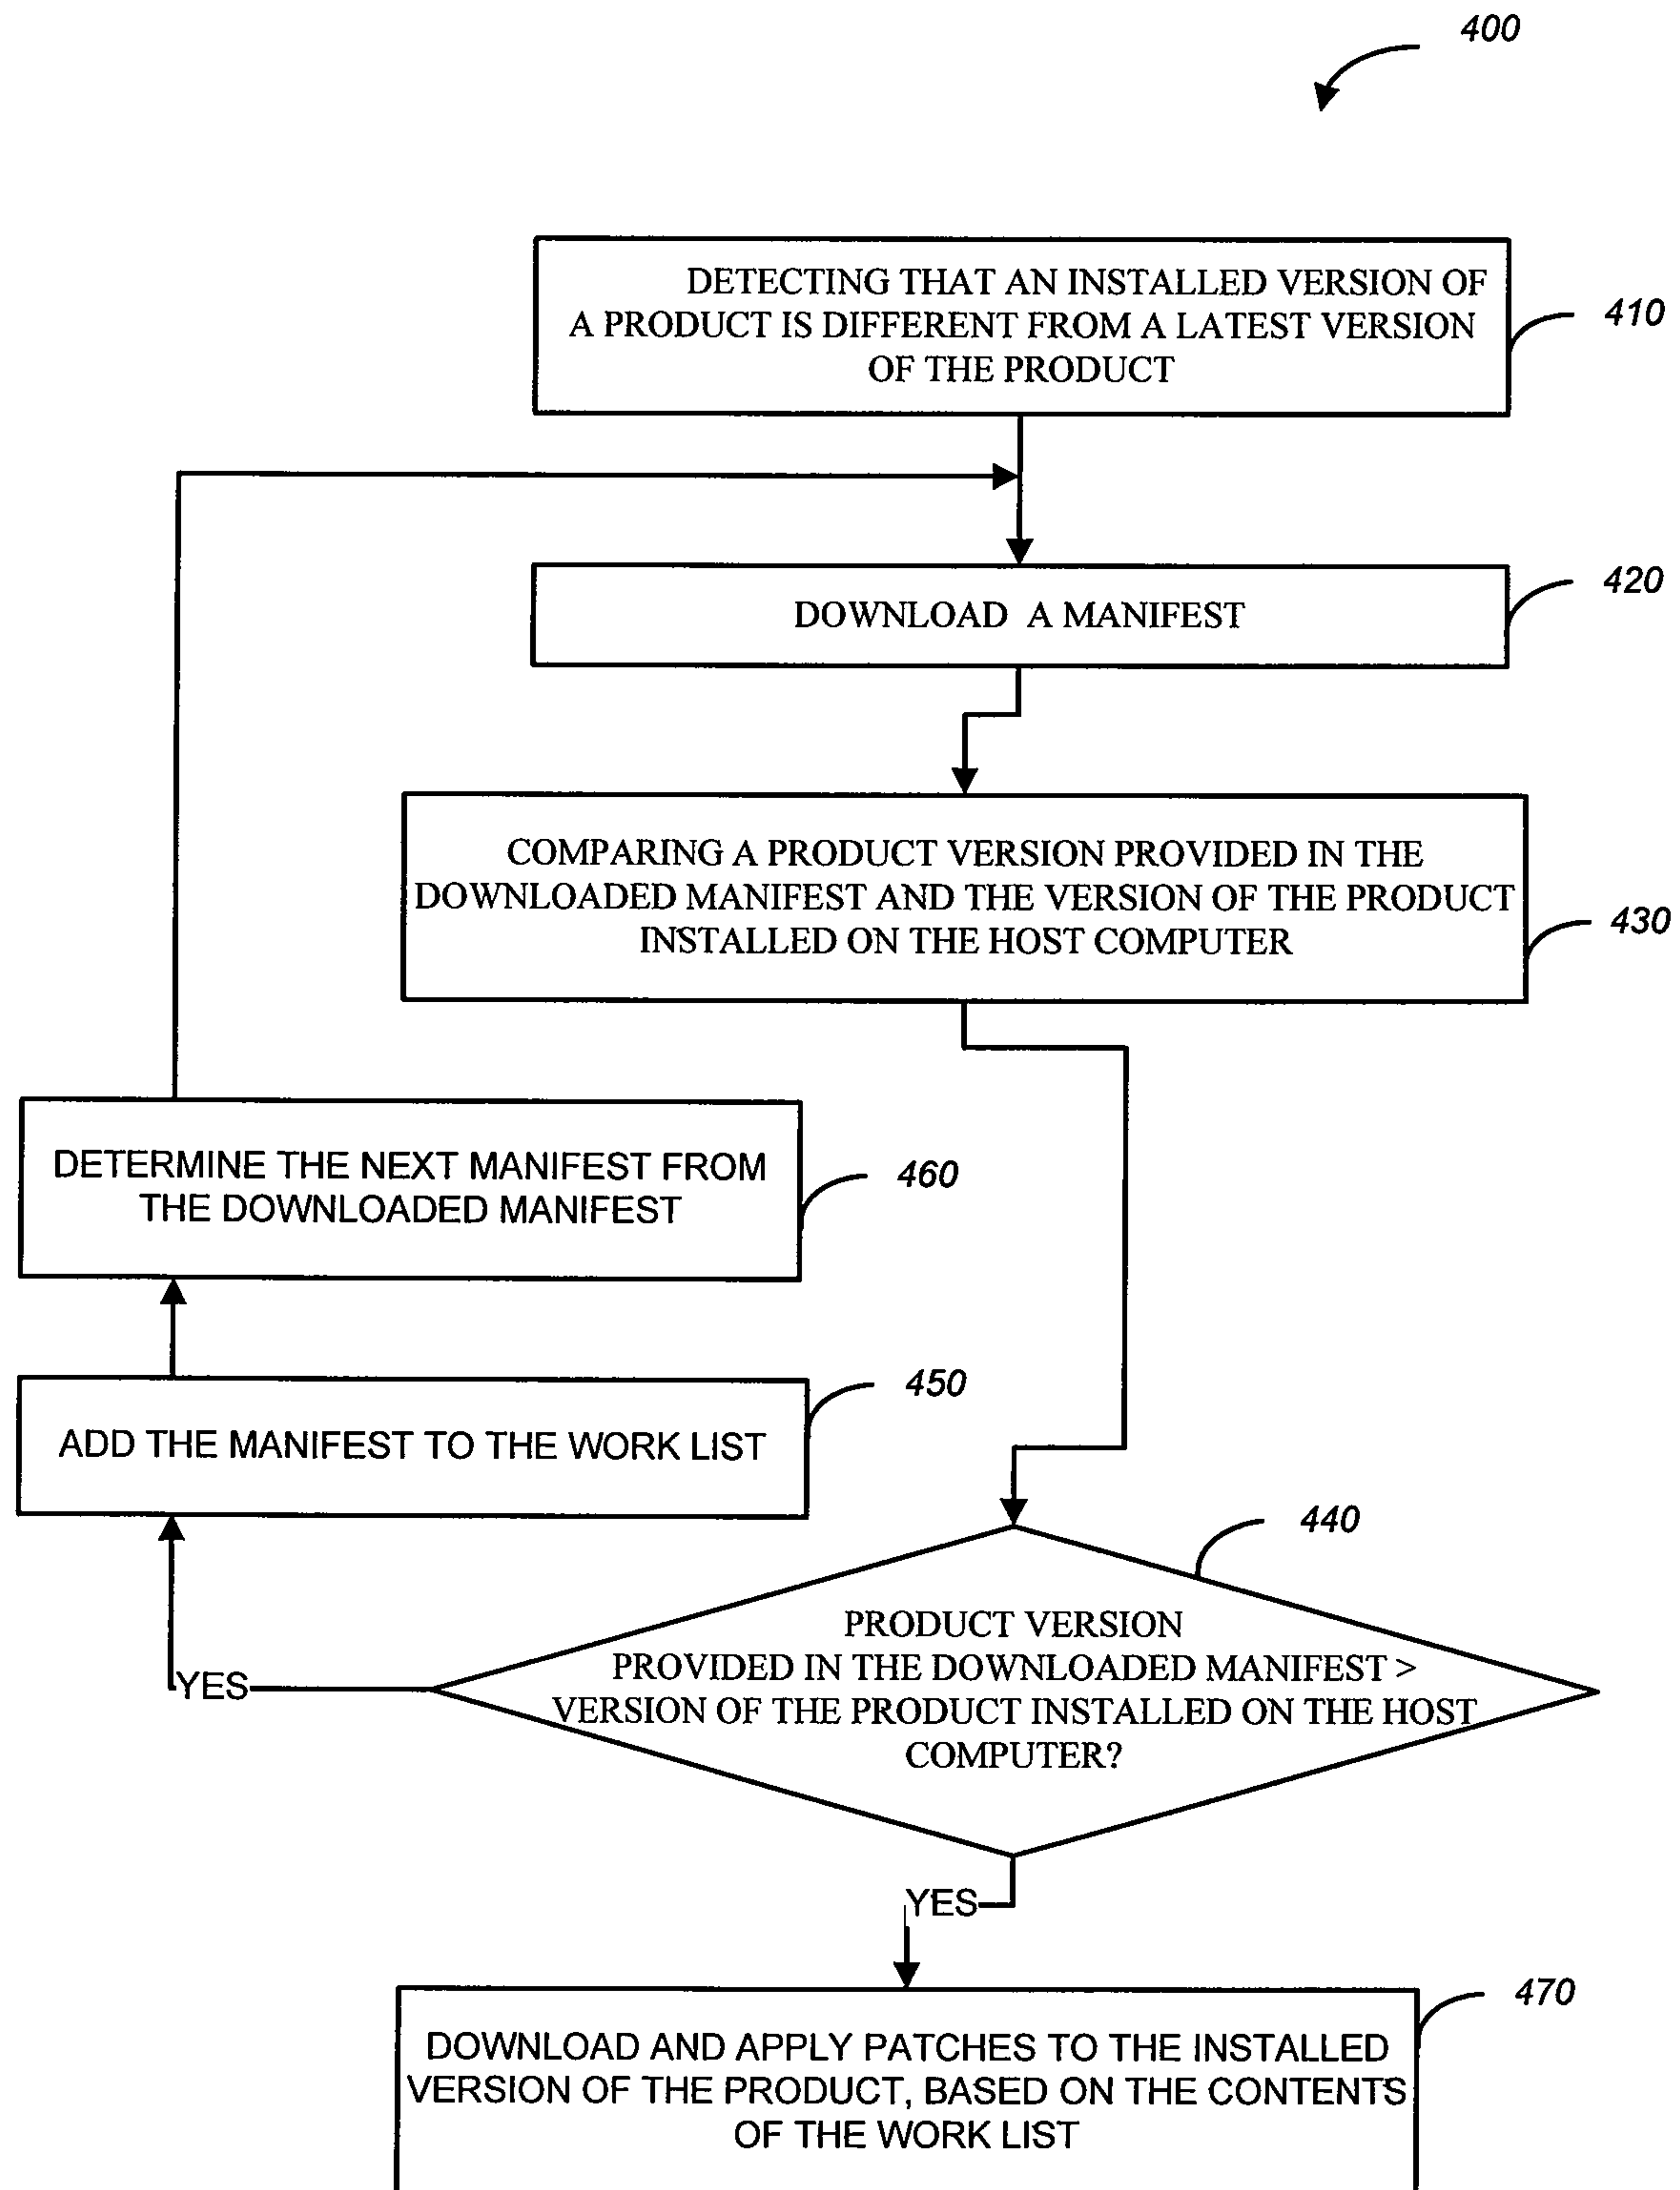 400
DETECTING THAT AN INSTALLED VERSION OF
A PRODUCT IS DIFFERENT FROM A LATEST VERSION
OF THE PRODUCT
410
DOWNLOAD A MANIFEST
420
COMPARING A PRODUCT VERSION PROVIDED IN THE
DOWNLOADED MANIFEST AND THE VERSION OF THE PRODUCT
INSTALLED ON THE HOST COMPUTER
430
DETERMINE THE NEXT MANIFEST FROM
THE DOWNLOADED MANIFEST
460
ADD THE MANIFEST TO THE WORK LIST
450
440
PRODUCT VERSION
PROVIDED IN THE DOWNLOADED MANIFEST >
VERSION OF THE PRODUCT INSTALLED ON THE HOST
COMPUTER?
YES
YES
470
DOWNLOAD AND APPLY PATCHES TO THE INSTALLED
VERSION OF THE PRODUCT, BASED ON THE CONTENTS
OF THE WORK LIST